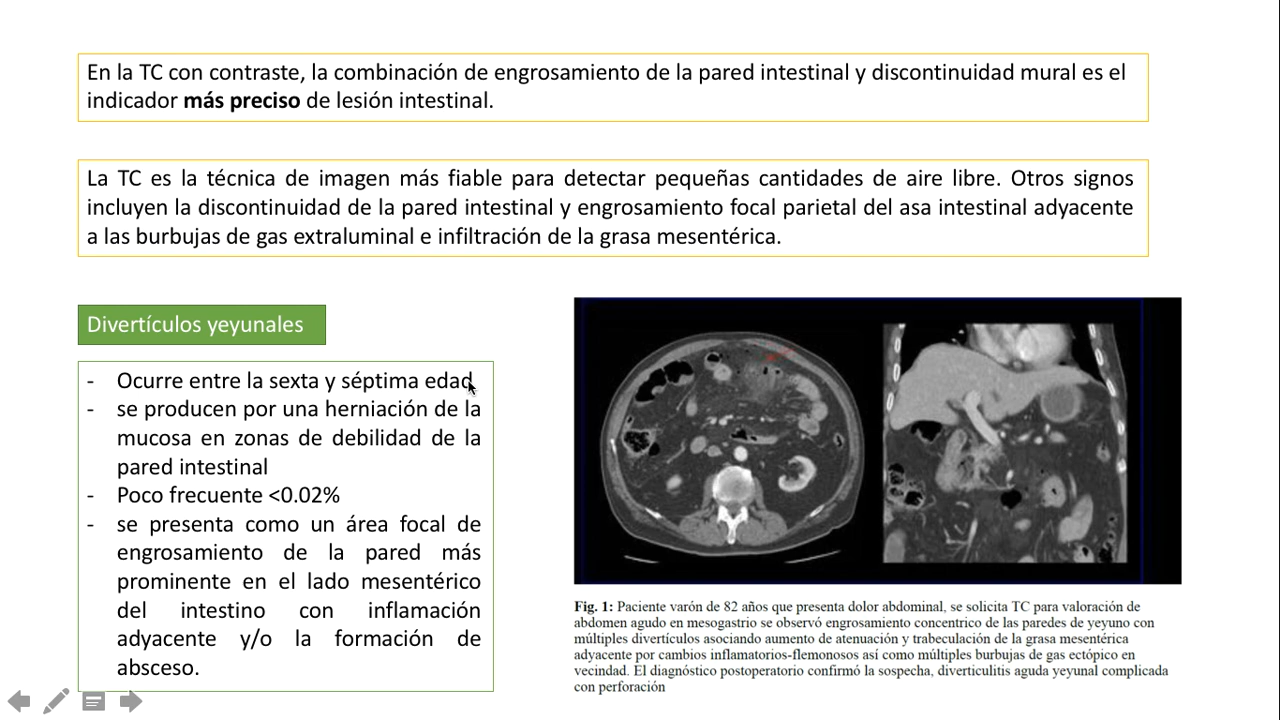 En la TC con contraste, la combinación de engrosamiento de la pared intestinal y discontinuidad mural es el
indicador más preciso de lesión intestinal.
La TC es la técnica de imagen más fiable para detectar pequeñas cantidades de aire libre. Otros signos
incluyen la discontinuidad de la pared intestinal y engrosamiento focal parietal del asa intestinal adyacente
a las burbujas de gas extraluminal e infiltración de la grasa mesentérica.
Divertículos yeyunales
- Ocurre entre la sexta y séptima edad
- se producen por una herniación de la
mucosa en zonas de debilidad de la
pared intestinal
- Poco frecuente <0.02%
- se presenta como un área focal de
engrosamiento de la pared más
prominente en el lado mesentérico
del intestino con inflamación
adyacente y/o la formación de
absceso.
Fig. 1: Paciente varón de 82 años que presenta dolor abdominal, se solicita TC para valoración de
abdomen agudo en mesogastrio se observó engrosamiento concentrico de las paredes de yeyuno con
múltiples divertículos asociando aumento de atenuación y trabeculación de la grasa mesentérica
adyacente por cambios inflamatorios-flemonosos así como múltiples burbujas de gas ectópico en
vecindad. El diagnóstico postoperatorio confirmó la sospecha, diverticulitis aguda yeyunal complicada
con perforación